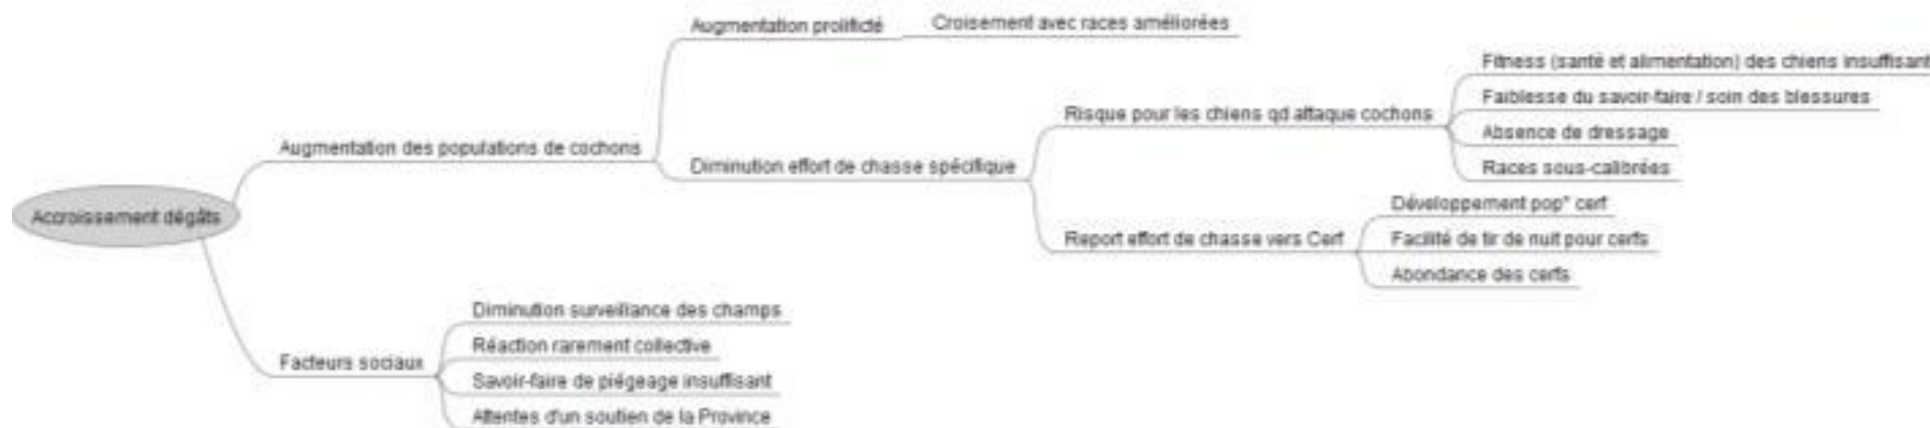 Augmentation prolificté
Croisement avec races améliorées
Fitness (santé et alimentation) des chiens insuffisant
Faiblesse du savoir-faire / soin des blessures
Risque pour les chiens qd attaque cochons
Absence de dressage
Races sous-calibrées
Augmentation des populations de cochons
Diminution effort de chasse spécifique
Accroissement dégâts
Développement pop° cerf
Report effort de chasse vers Cerf
Facilité de tir de nuit pour cerfs
Abondance des cerfs
Diminution surveillance des champs
Réaction rarement collective
Facteurs sociaux
Savoir-faire de piégeage insuffisant
Attentes d'un soutien de la Province